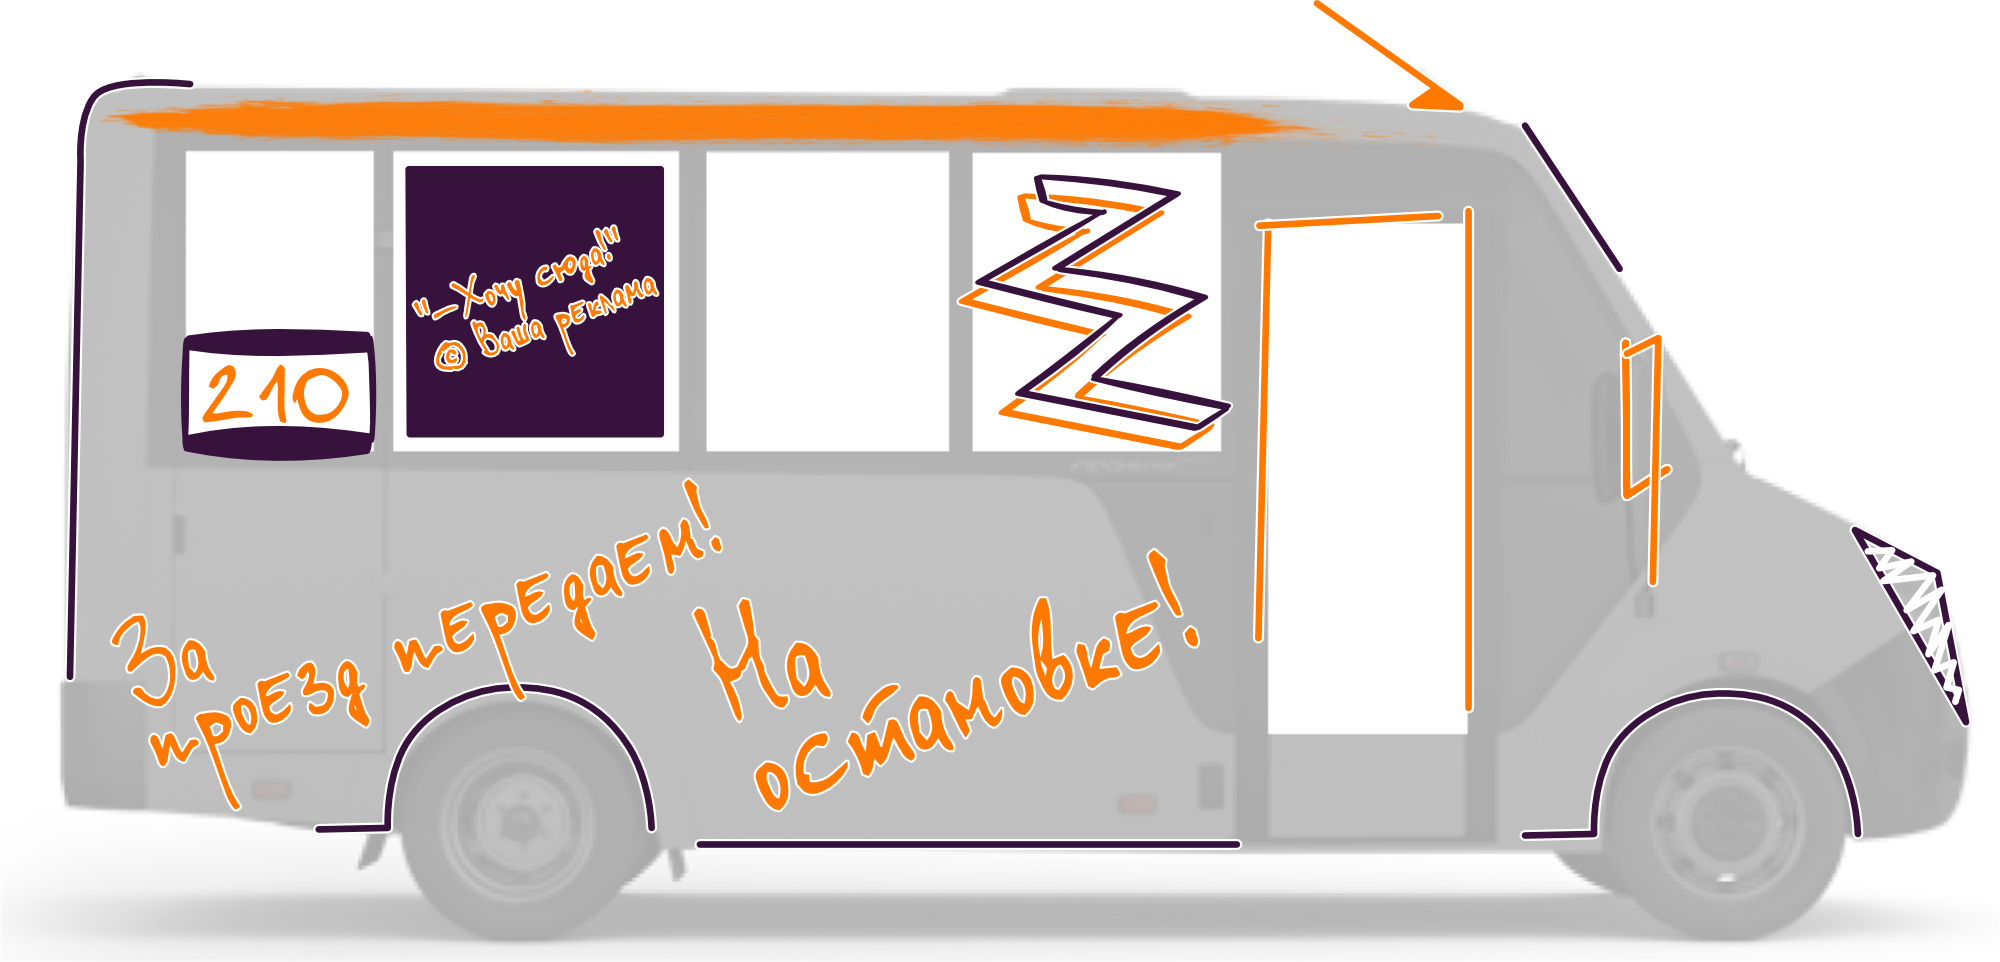 "—Хочу сюда!"
© Ваша реклама
210
За
проезд передаем!
На
остановке!